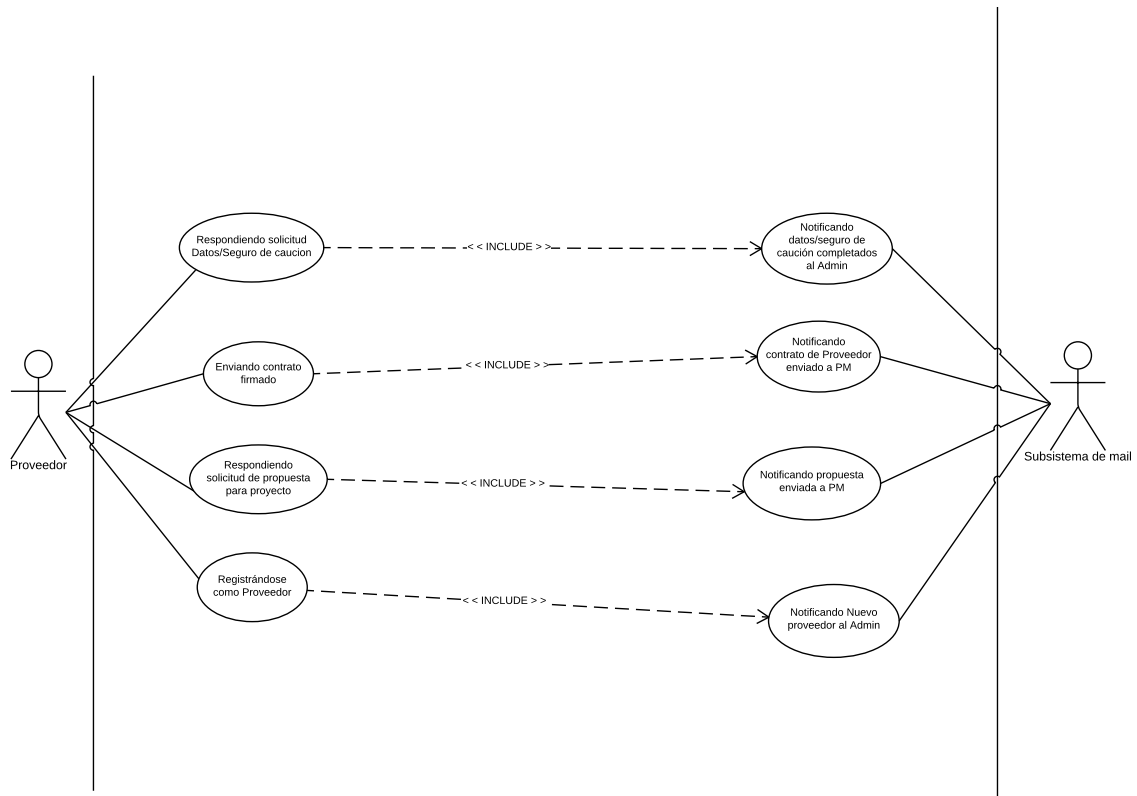 Respondiendo solicitud
Datos/Seguro de caucion
< < INCLUDE > >
Notificando
datos/seguro de
caución completados
al Admin
Enviando contrato
firmado
< < INCLUDE > >
Notificando
contrato de Proveedor
enviado a PM
Proveedor
Subsistema de mail
Respondiendo
solicitud de propuesta
para proyecto
< < INCLUDE > >
Notificando propuesta
enviada a PM
Registrándose
como Proveedor
< < INCLUDE > >
Notificando Nuevo
proveedor al Admin